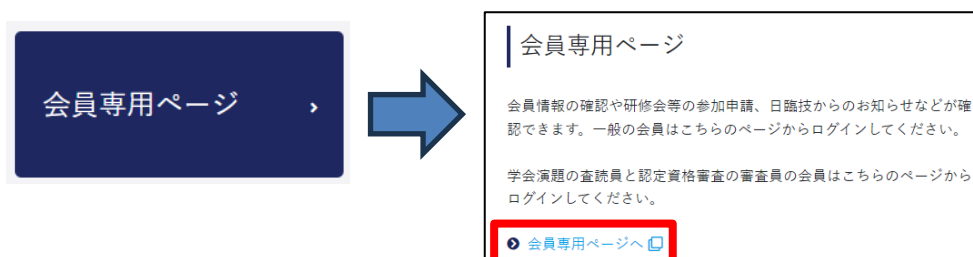 会員専用ページ
会員専用ページ
会員情報の確認や研修会等の参加申請、日臨技からのお知らせなどが確
認できます。一般の会員はこちらのページからログインしてください。
学会演題の査読員と認定資格審査の審査員の会員はこちらのページから
ログインしてください。
会員専用ページへ